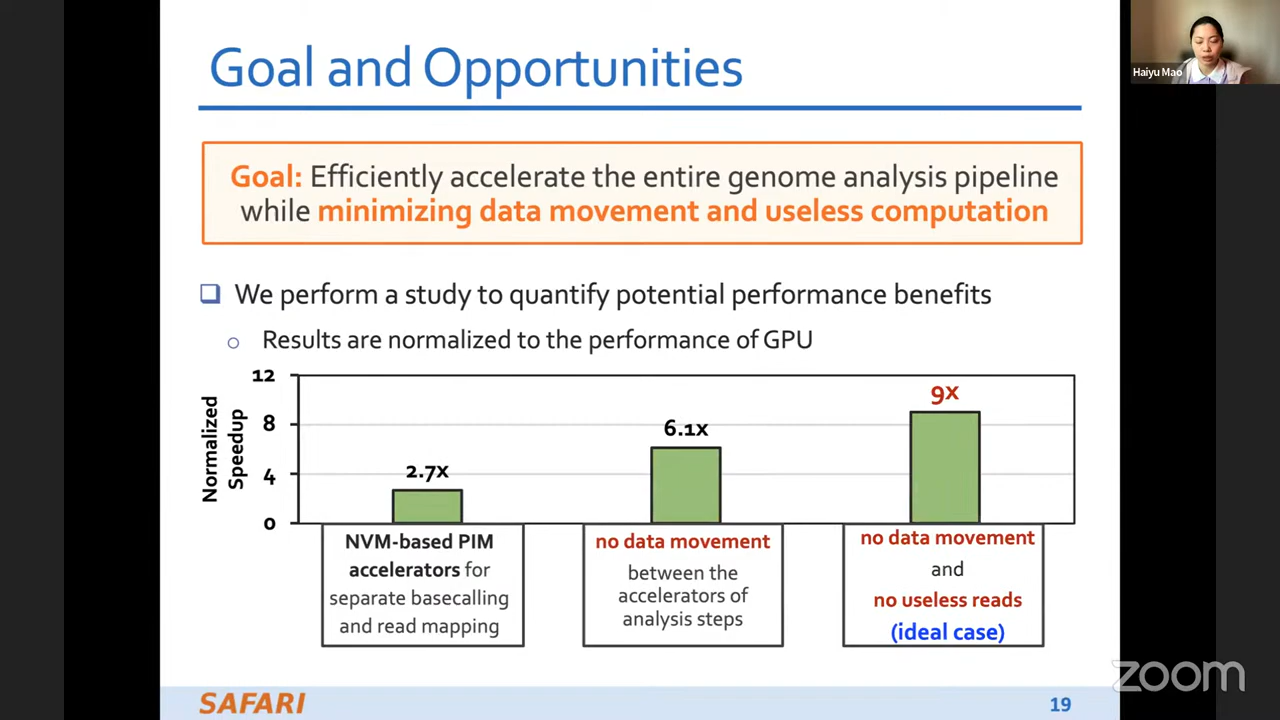 Goal and Opportunities
Haiyu Mao
Goal: Efficiently accelerate the entire genome analysis pipeline
while minimizing data movement and useless computation
We perform a study to quantify potential performance benefits
Results are normalized to the performance of GPU
Normalized
Speedup
12
8
4
0
2.7x
6.1x
9x
NVM-based PIM
accelerators for
separate basecalling
and read mapping
no data movement
between the
accelerators of
analysis steps
no data movement
and
no useless reads
(ideal case)
zoom
SAFARI
19